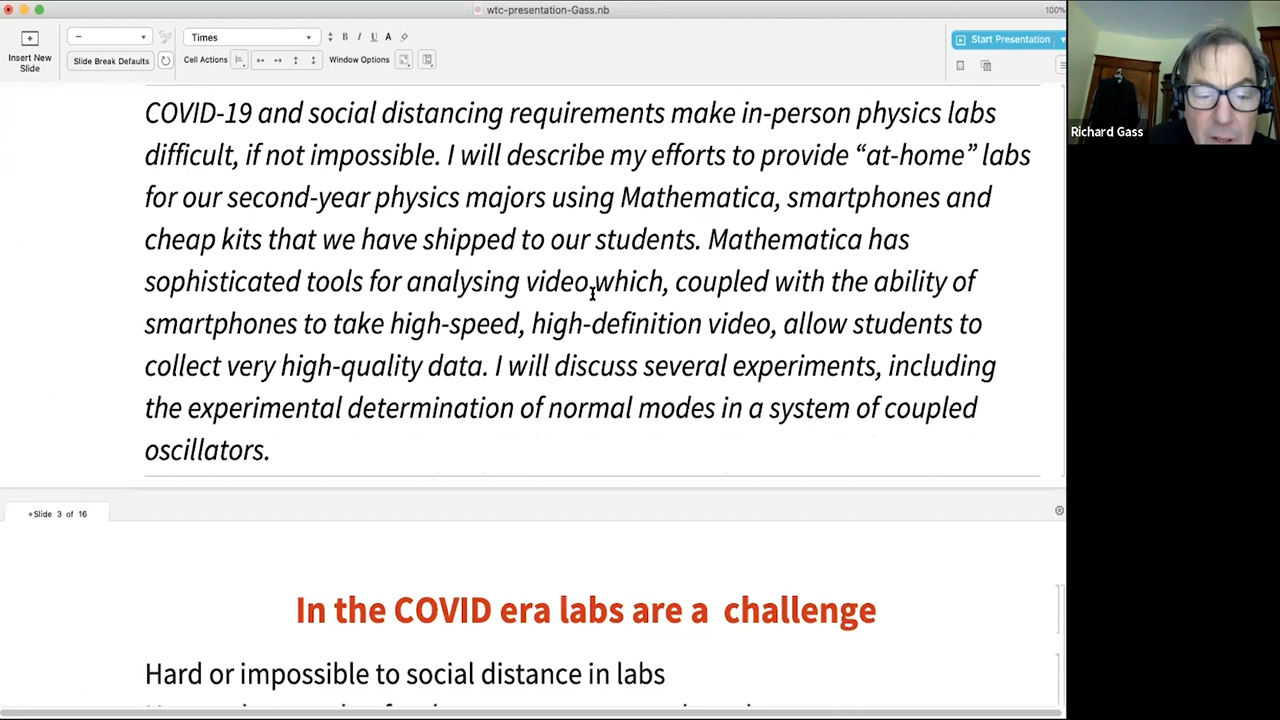 wtc-presentation-Gass.nb
100%
Insert New Slide
Slide Break Defaults
Times
B I U A
Cell Actions
Window Options
Start Presentation
Richard Gass
COVID-19 and social distancing requirements make in-person physics labs
difficult, if not impossible. I will describe my efforts to provide “at-home” labs
for our second-year physics majors using Mathematica, smartphones and
cheap kits that we have shipped to our students. Mathematica has
sophisticated tools for analysing video which, coupled with the ability of
smartphones to take high-speed, high-definition video, allow students to
collect very high-quality data. I will discuss several experiments, including
the experimental determination of normal modes in a system of coupled
oscillators.
+Slide 3 of 16
In the COVID era labs are a challenge
Hard or impossible to social distance in labs